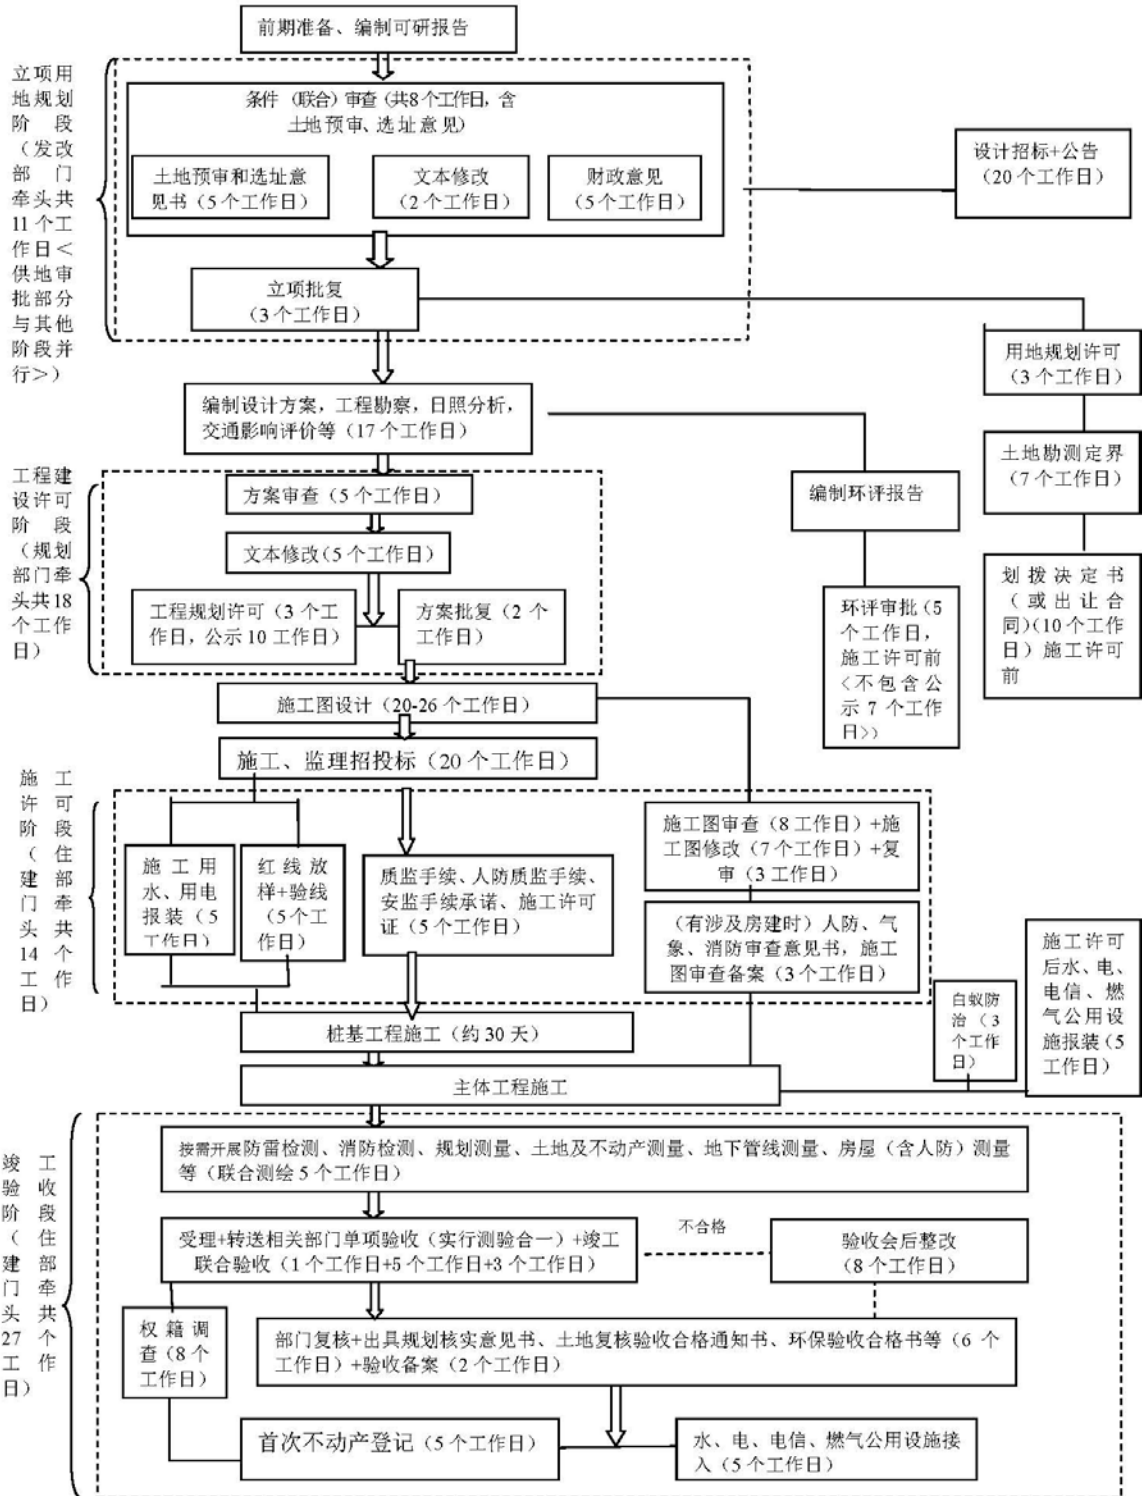 前期准备、编制可研报告
立项用
地规划
阶段
（发改
部门
牵头共
11个工
作日<
供地审
批部分
与其他
阶段并
行>）
条件（联合）审查（共8个工作日，含
土地预审、选址意见）
土地预审和选址意
见书（5个工作日）
文本修改
（2个工作日）
财政意见
（5个工作日）
设计招标+公告
（20个工作日）
立项批复
（3个工作日）
用地规划许可
（3个工作日）
土地勘测定界
（7个工作日）
划拨决定书
（或出让合
同）（10个工作
日）施工许可
前
编制设计方案，工程勘察，日照分析，
交通影响评价等（17个工作日）
编制环评报告
环评审批（5
个工作日，
施工许可前
<不包含公
示7个工作
日>）
工程建
设许可
阶段
（规划
部门牵
头共18
个工作
日）
方案审查（5个工作日）
文本修改（5个工作日）
工程规划许可（3个工
作日，公示10工作日）
方案批复（2个
工作日）
施工图设计（20-26个工作日）
施工、监理招投标（20个工作日）
施工
许可
阶段
（住
建部
门牵
头共
14个
工作
日）
施工用
水、用电
报装（5
工作日）
红线放
样+验线
（5个工
作日）
质监手续、人防质监手续、
安监手续承诺、施工许可
证（5个工作日）
施工图审查（8工作日）+施
工图修改（7个工作日）+复
审（3工作日）
（有涉及房建时）人防、气
象、消防审查意见书，施工
图审查备案（3个工作日）
桩基工程施工（约30天）
主体工程施工
白蚁防
治（3
个工作
日）
施工许可
后水、电、
电信、燃
气公用设
施报装（5
工作日）
竣工
验收
阶段
（住
建部
门牵
头共
27个
工作
日）
按需开展防雷检测、消防检测、规划测量、土地及不动产测量、地下管线测量、房屋（含人防）测量
等（联合测绘5个工作日）
受理+转送相关部门单项验收（实行测验合一）+竣工
联合验收（1个工作日+5个工作日+3个工作日）
不合格
验收会后整改
（8个工作日）
权籍调
查（8个
工作日）
部门复核+出具规划核实意见书、土地复核验收合格通知书、环保验收合格书等（6个
工作日）+验收备案（2个工作日）
首次不动产登记（5个工作日）
水、电、电信、燃气公用设施接
入（5个工作日）